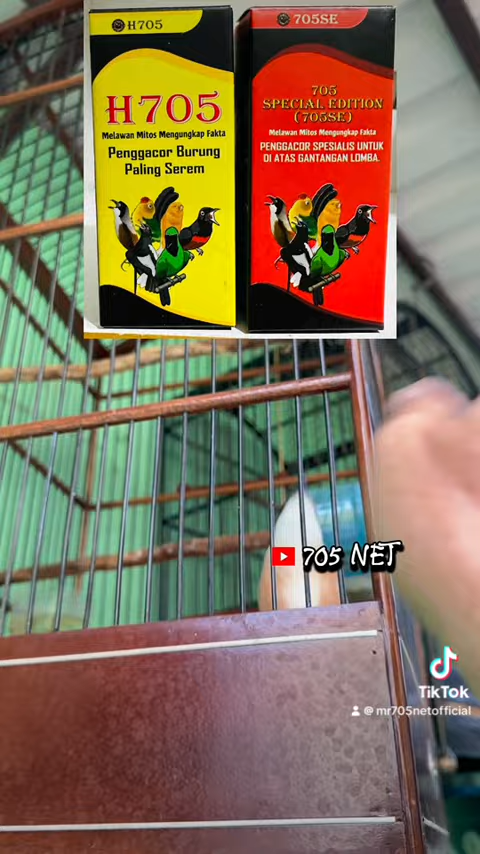 H705
H705
Melawan Mitos Mengungkap Fakta
Penggacor Burung
Paling Serem
705SE
705
SPECIAL EDITION
(705SE)
Melawan Mitos Mengungkap Fakta
PENGGACOR SPESIALIS UNTUK
DI ATAS GANTANGAN LOMBA.
705 NET
TikTok
@mr705netofficial